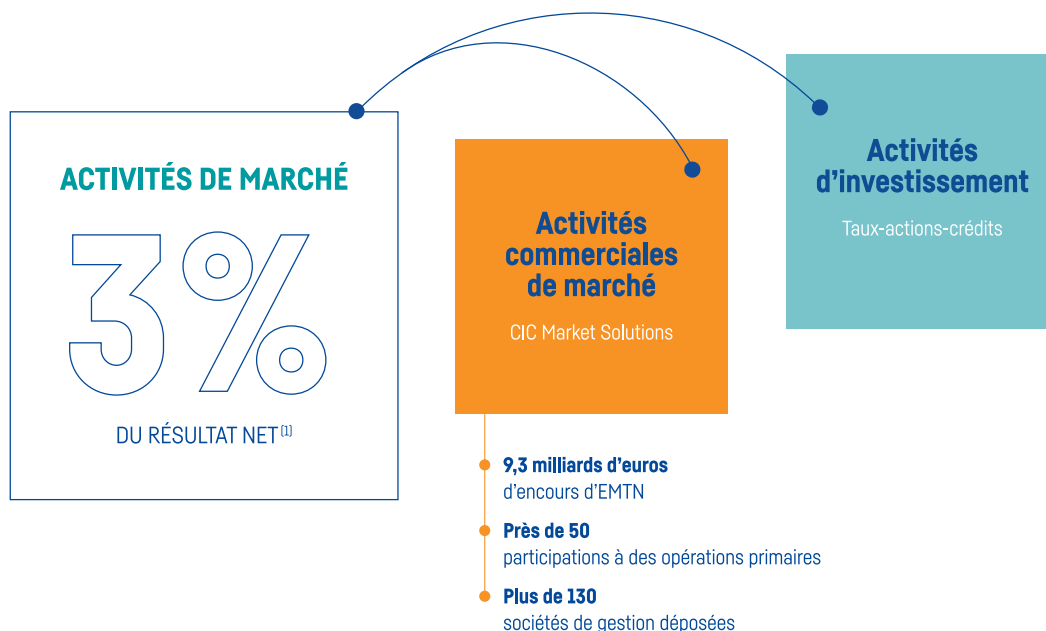 ACTIVITÉS DE MARCHÉ
3%
DU RÉSULTAT NET (1)
Activités
commerciales
de marché
CIC Market Solutions
9,3 milliards d'euros
d'encours d'EMTN
Près de 50
participations à des opérations primaires
Plus de 130
sociétés de gestion déposées
Activités
d'investissement
Taux-actions-crédits